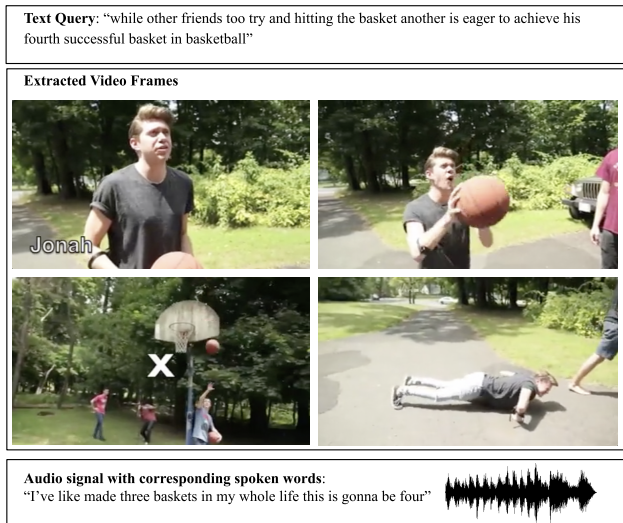 Text Query: “while other friends too try and hitting the basket another is eager to achieve his
fourth successful basket in basketball”
Extracted Video Frames
Jonah
X
Audio signal with corresponding spoken words:
“I’ve like made three baskets in my whole life this is gonna be four”